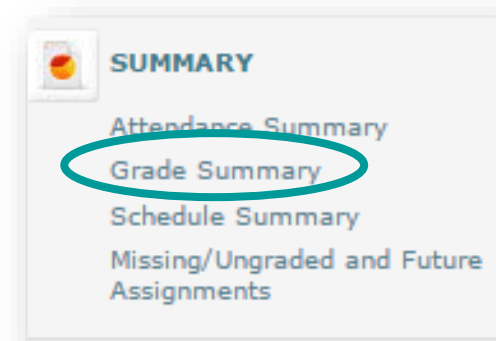 SUMMARY
Attendance Summary
Grade Summary
Schedule Summary
Missing/Ungraded and Future
Assignments